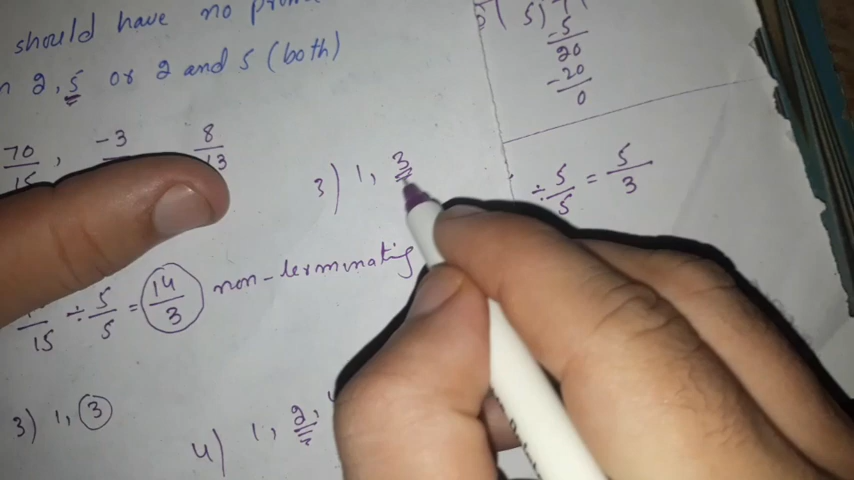 should have no
2, 5 or 2 and 5 (both)
5) 5
-5
20
-20
0
70/15, -3 8/13
3) 1, 3
÷ 5/5 = 5/3
15 ÷ 5/5 = 14/3 non-terminating
3) 1, 3
4) 1, 2,